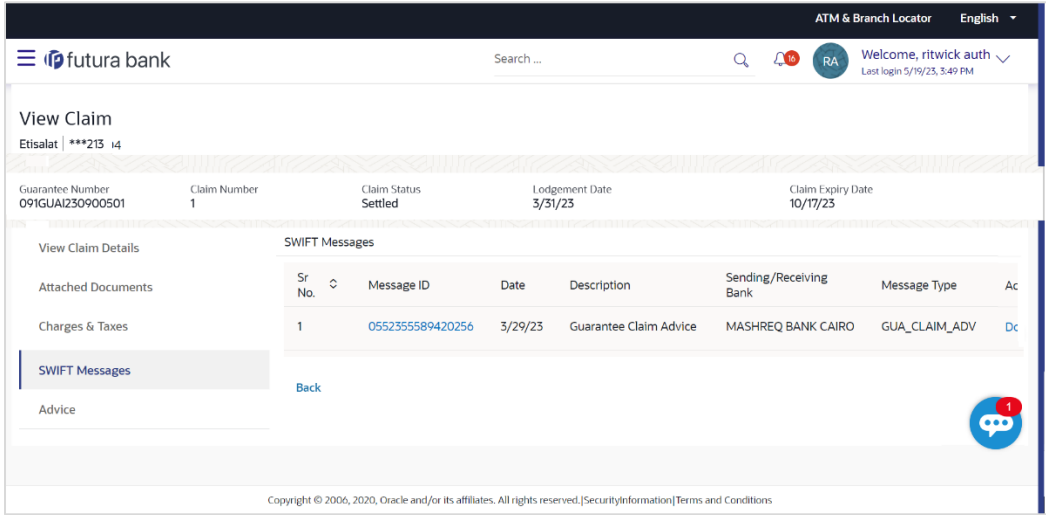 ATM & Branch Locator English
futura bank
Search ...
16
RA
Welcome, ritwick auth
Last login 5/19/23, 3:49 PM
View Claim
Etisalat | ***213 14
Guarantee Number Claim Number Claim Status Lodgement Date Claim Expiry Date
091GUAI230900501 1 Settled 3/31/23 10/17/23
View Claim Details
Attached Documents
Charges & Taxes
SWIFT Messages
Advice
SWIFT Messages
Sr No. Message ID Date Description Sending/Receiving Bank Message Type Ac
1 0552355589420256 3/29/23 Guarantee Claim Advice MASHREQ BANK CAIRO GUA_CLAIM_ADV Do
Back
1
Copyright © 2006, 2020, Oracle and/or its affiliates. All rights reserved.|SecurityInformation|Terms and Conditions